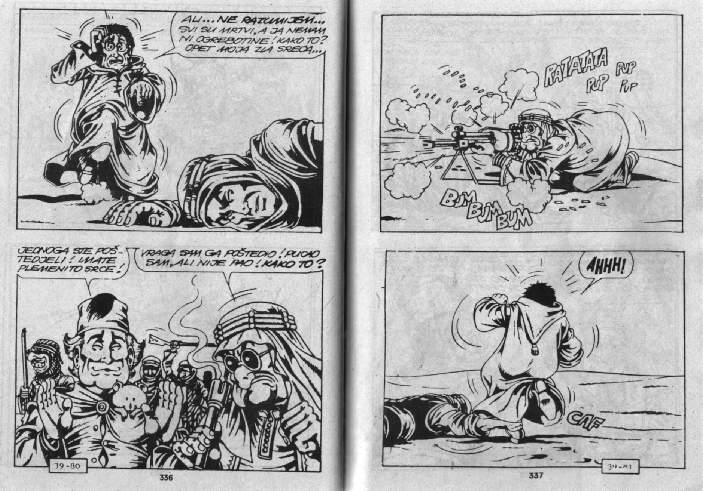 ALI... NE RAZUMIJEM...
SVI SU MRTVI, A JA NEMAM
NI OGREBOTINE! KAKO TO?
OPET MOJA ZLA SREĆA...
JEDNOGA STE POŠ-
TEDJELI! IMATE
PLEMENITO SRCE!
VRAGA SAM GA POŠTEDIO! PUCAO
SAM, ALI NIJE PAO! KAKO TO?
39-80
336
RATATATA
PUP
PUP
PUP
BUM
BUM
BUM
AHHH!
CAF
337